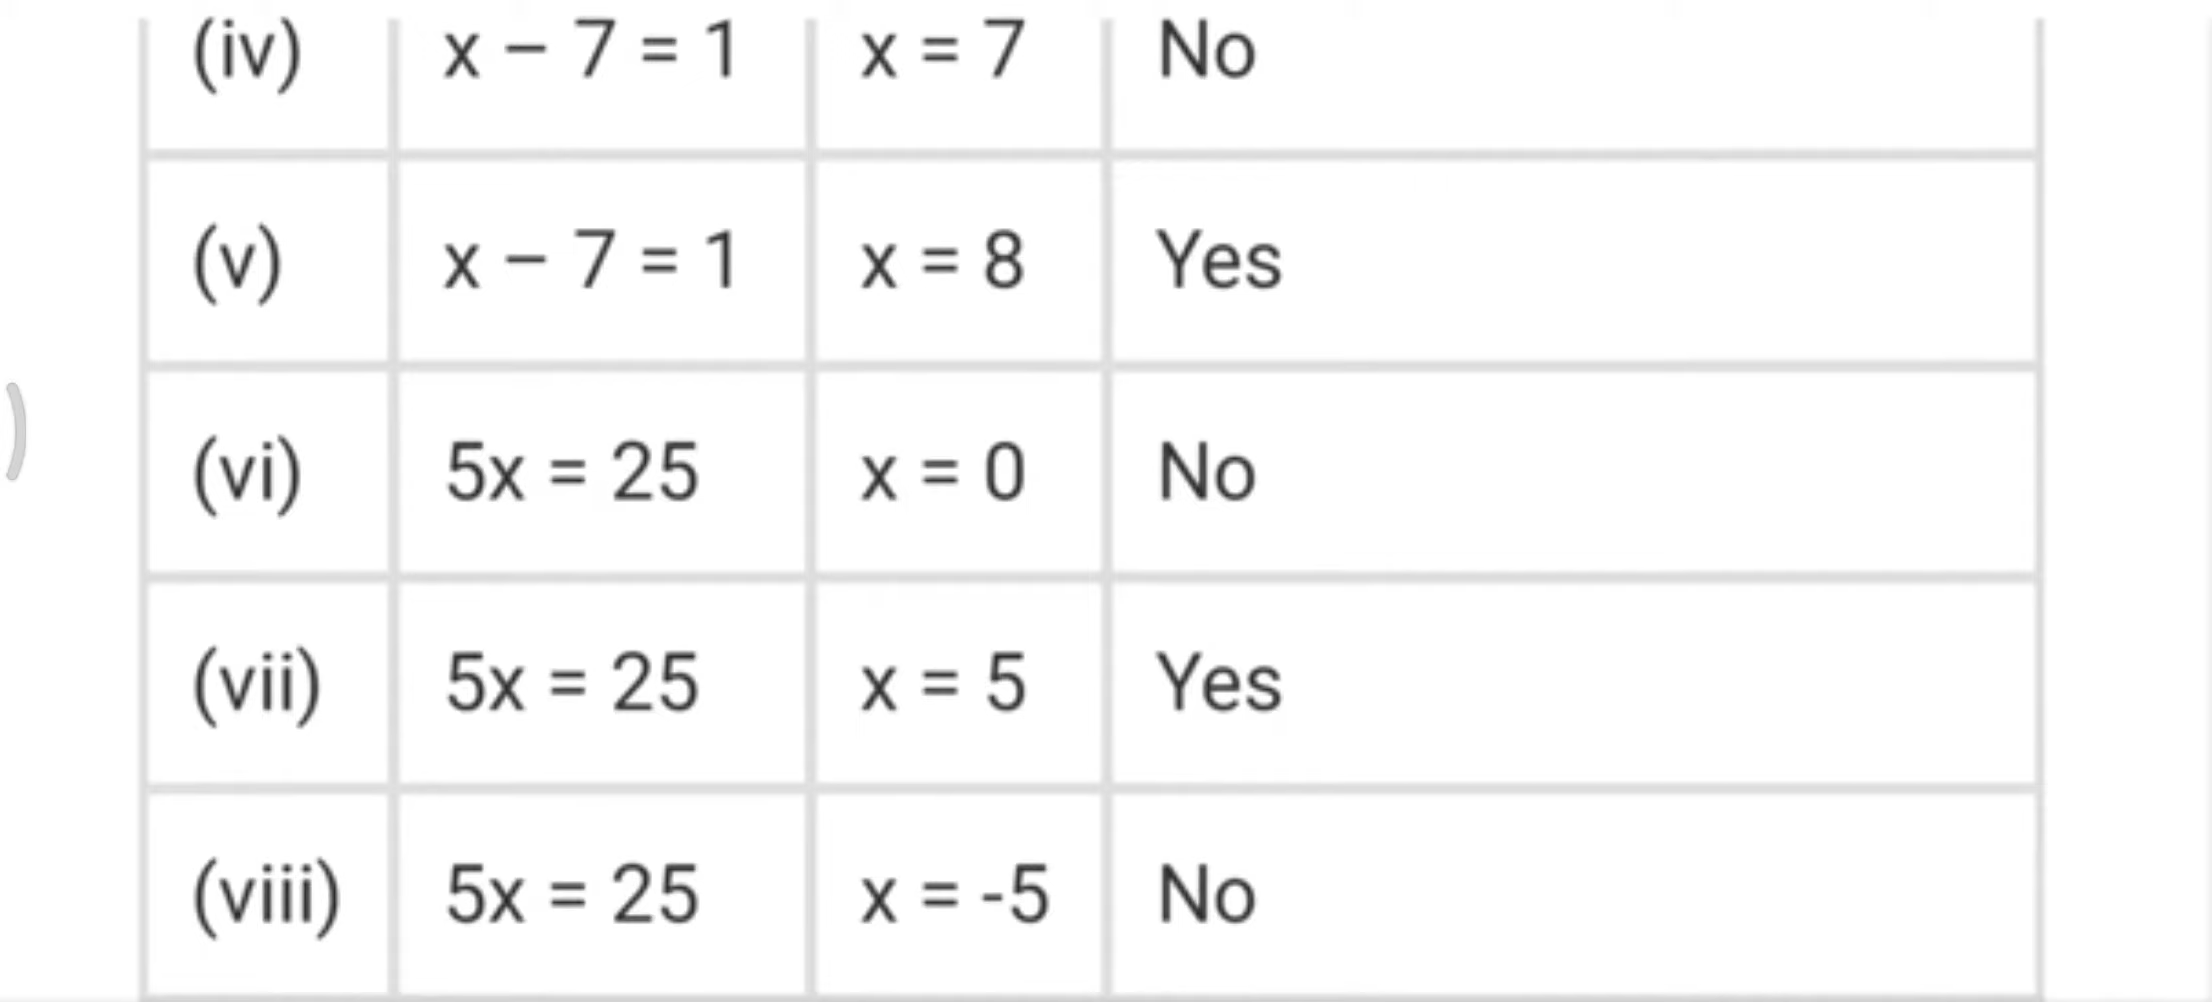 (iv) x – 7 = 1 x = 7 No
(v) x – 7 = 1 x = 8 Yes
(vi) 5x = 25 x = 0 No
(vii) 5x = 25 x = 5 Yes
(viii) 5x = 25 x = -5 No